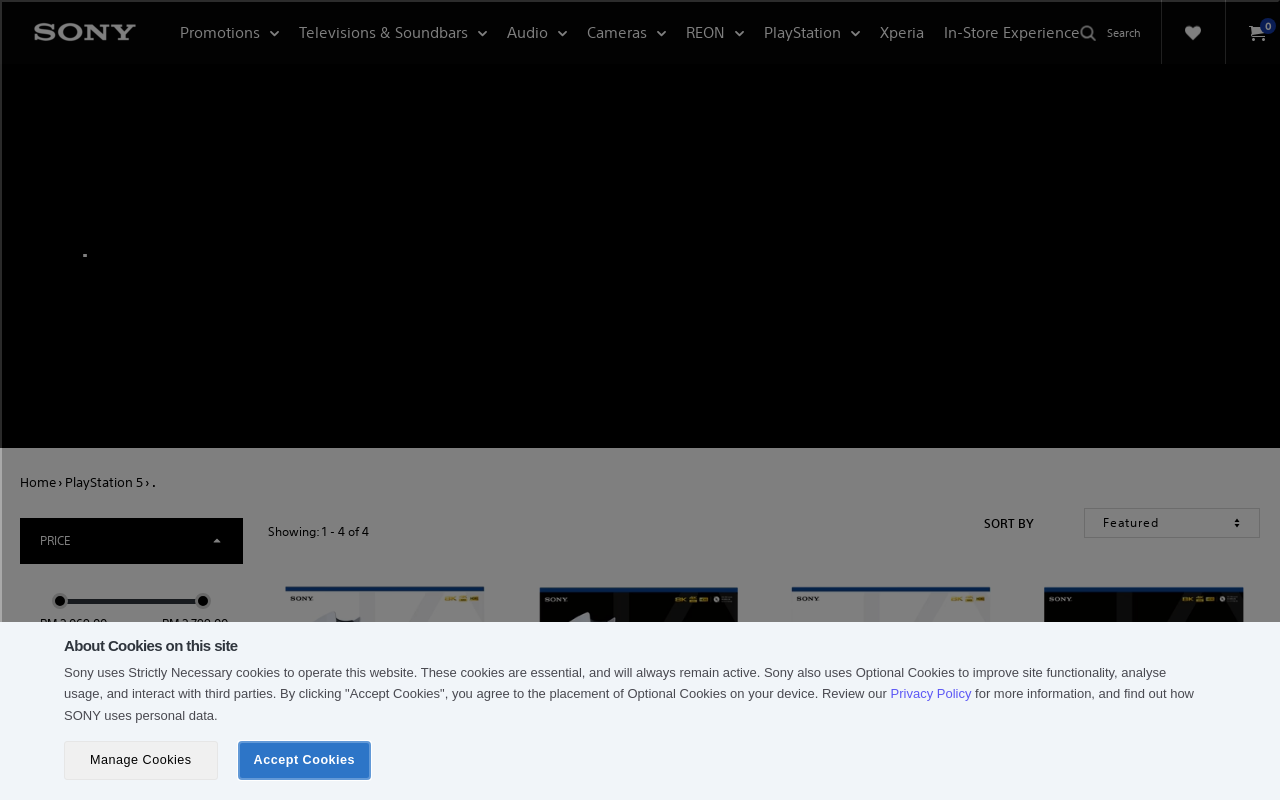 SONY
Promotions
Televisions & Soundbars
Audio
Cameras
REON
PlayStation
Xperia
In-Store Experience
Search
0
.
Home › PlayStation 5 › .
PRICE
Showing: 1 - 4 of 4
SORT BY
Featured
SONY
SONY
SONY
SONY
About Cookies on this site
Sony uses Strictly Necessary cookies to operate this website. These cookies are essential, and will always remain active. Sony also uses Optional Cookies to improve site functionality, analyse
usage, and interact with third parties. By clicking "Accept Cookies", you agree to the placement of Optional Cookies on your device. Review our Privacy Policy for more information, and find out how
SONY uses personal data.
Manage Cookies
Accept Cookies